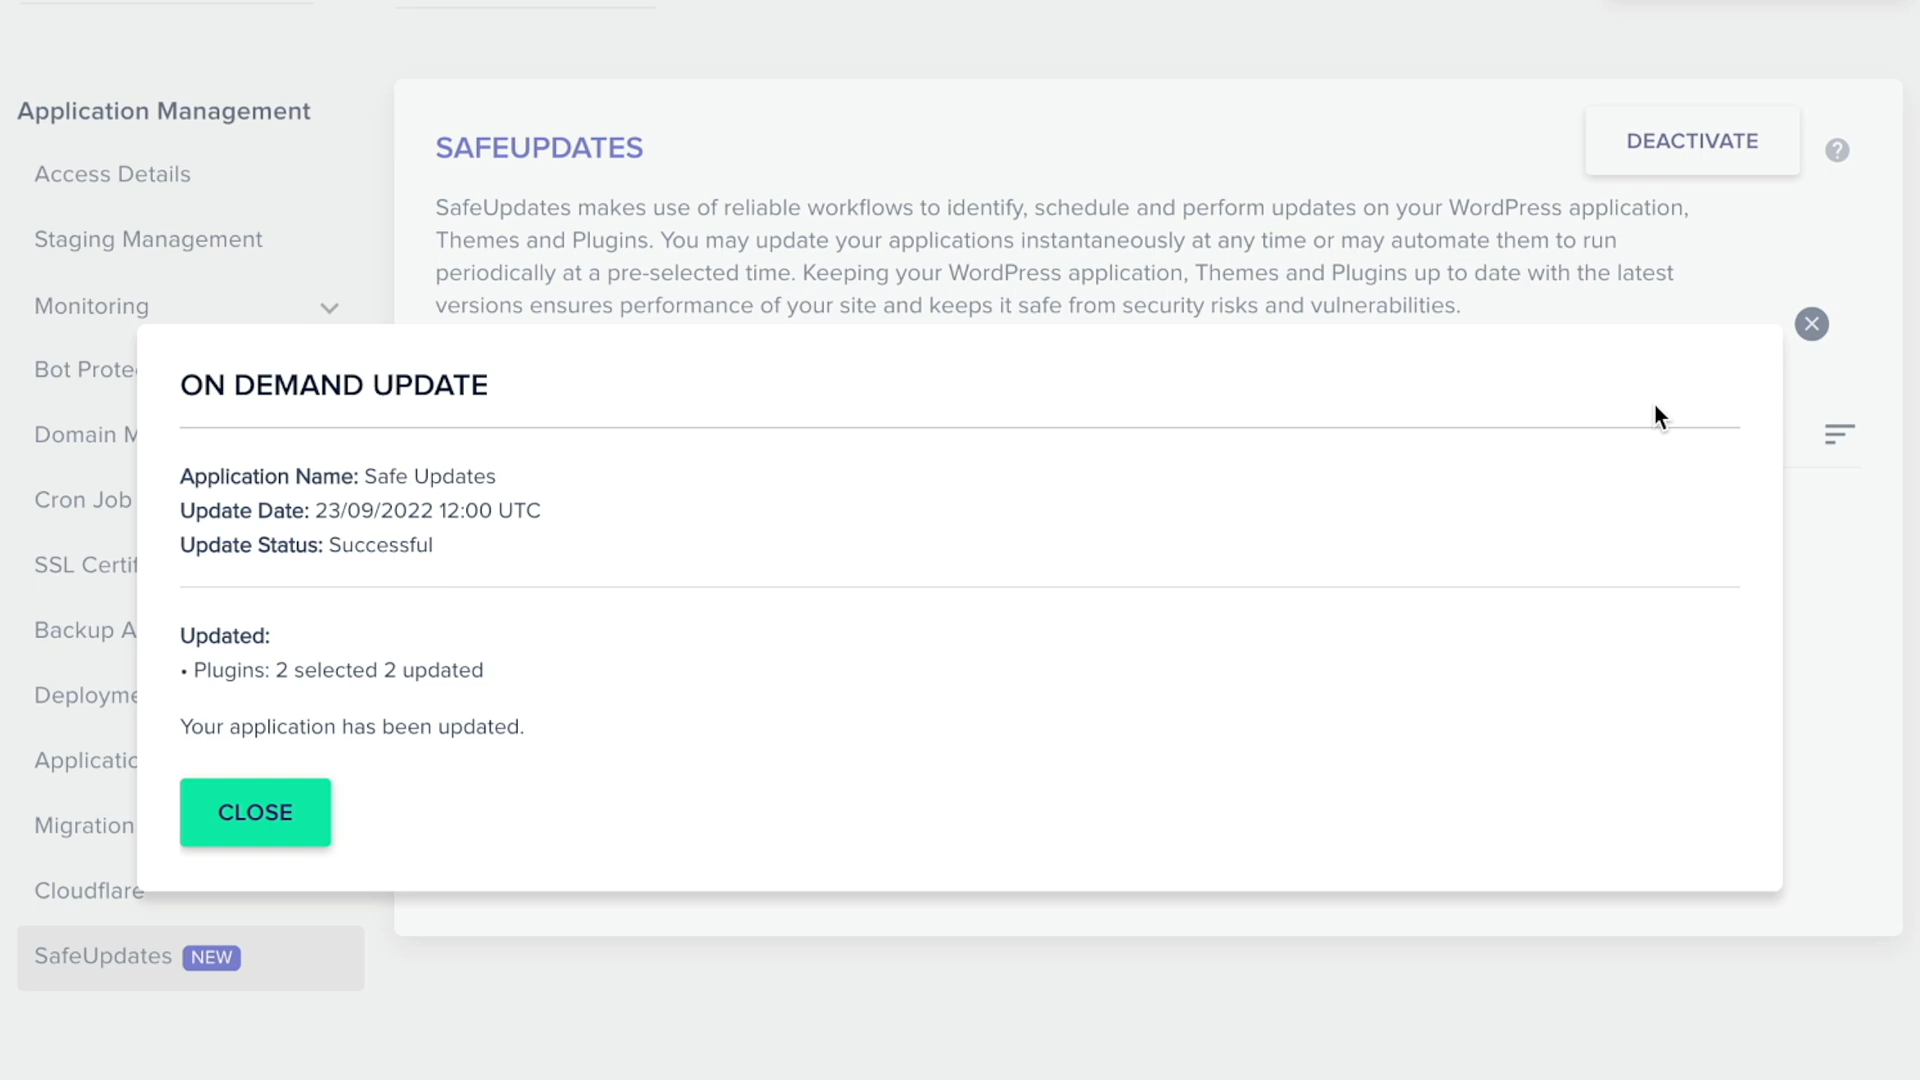 Application Management
Access Details
Staging Management
Monitoring
Bot Prote
Domain M
Cron Job
SSL Certif
Backup A
Deployme
Applicatio
Migration
Cloudflare
SafeUpdates NEW
SAFEUPDATES
DEACTIVATE
?
SafeUpdates makes use of reliable workflows to identify, schedule and perform updates on your WordPress application,
Themes and Plugins. You may update your applications instantaneously at any time or may automate them to run
periodically at a pre-selected time. Keeping your WordPress application, Themes and Plugins up to date with the latest
versions ensures performance of your site and keeps it safe from security risks and vulnerabilities.
ON DEMAND UPDATE
Application Name: Safe Updates
Update Date: 23/09/2022 12:00 UTC
Update Status: Successful
Updated:
• Plugins: 2 selected 2 updated
Your application has been updated.
CLOSE